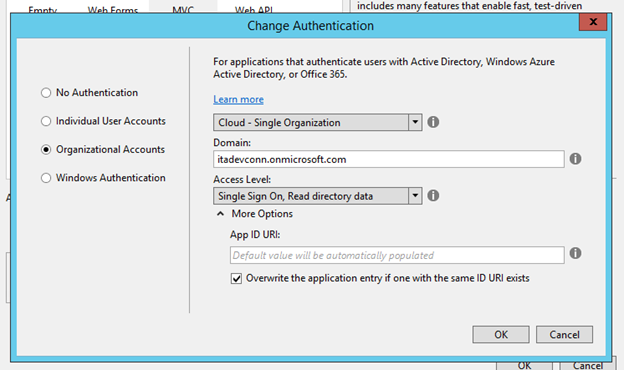 Empty Web Forms MVC Web API
includes many features that enable fast, test-driven
Change Authentication
x
For applications that authenticate users with Active Directory, Windows Azure
Active Directory, or Office 365.
No Authentication
Individual User Accounts
Organizational Accounts
Windows Authentication
Learn more
Cloud - Single Organization
Domain:
itadevconn.onmicrosoft.com
Access Level:
Single Sign On, Read directory data
More Options
App ID URI:
Default value will be automatically populated
Overwrite the application entry if one with the same ID URI exists
OK Cancel
A
OK Cancel